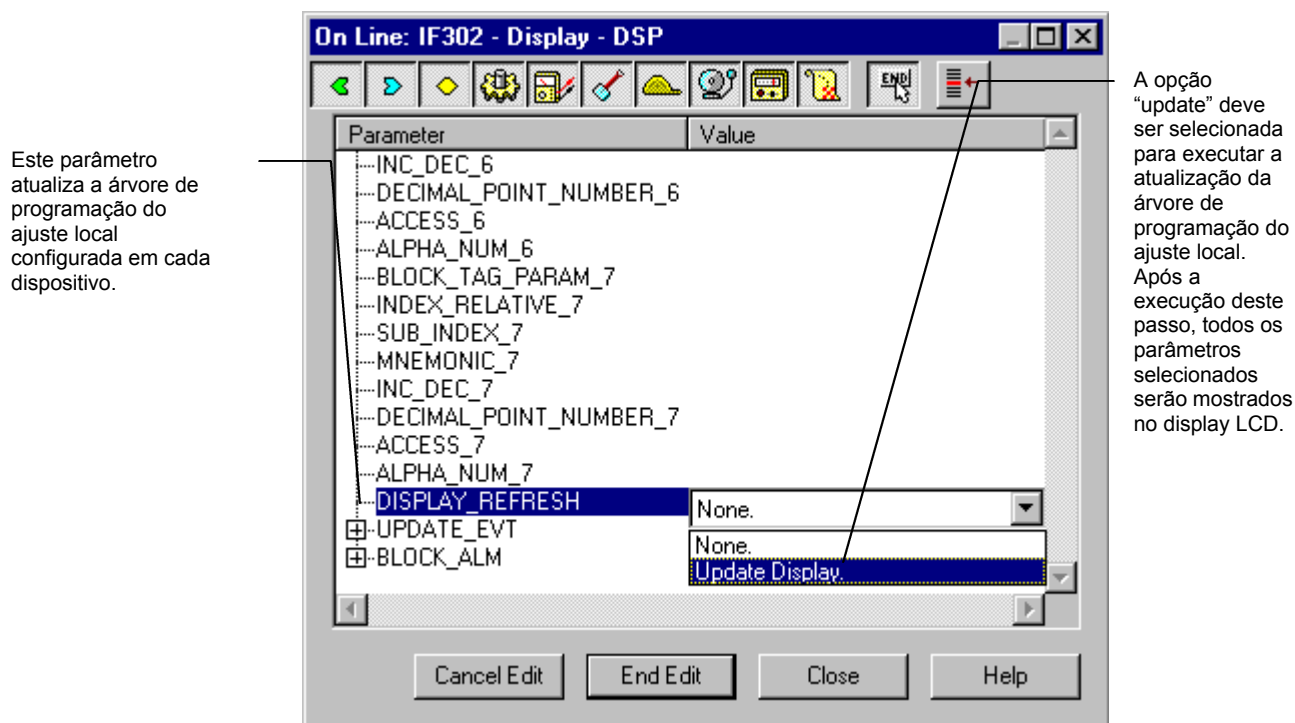 On Line: IF302 - Display - DSP
END
Parameter Value
INC_DEC_6
DECIMAL_POINT_NUMBER_6
ACCESS_6
ALPHA_NUM_6
BLOCK_TAG_PARAM_7
INDEX_RELATIVE_7
SUB_INDEX_7
MNEMONIC_7
INC_DEC_7
DECIMAL_POINT_NUMBER_7
ACCESS_7
ALPHA_NUM_7
DISPLAY_REFRESH None.
UPDATE_EVT None.
BLOCK_ALM Update Display.
Cancel Edit End Edit Close Help
Este parâmetro
atualiza a árvore de
programação do
ajuste local
configurada em cada
dispositivo.
A opção
“update” deve
ser selecionada
para executar a
atualização da
árvore de
programação do
ajuste local.
Após a
execução deste
passo, todos os
parâmetros
selecionados
serão mostrados
no display LCD.